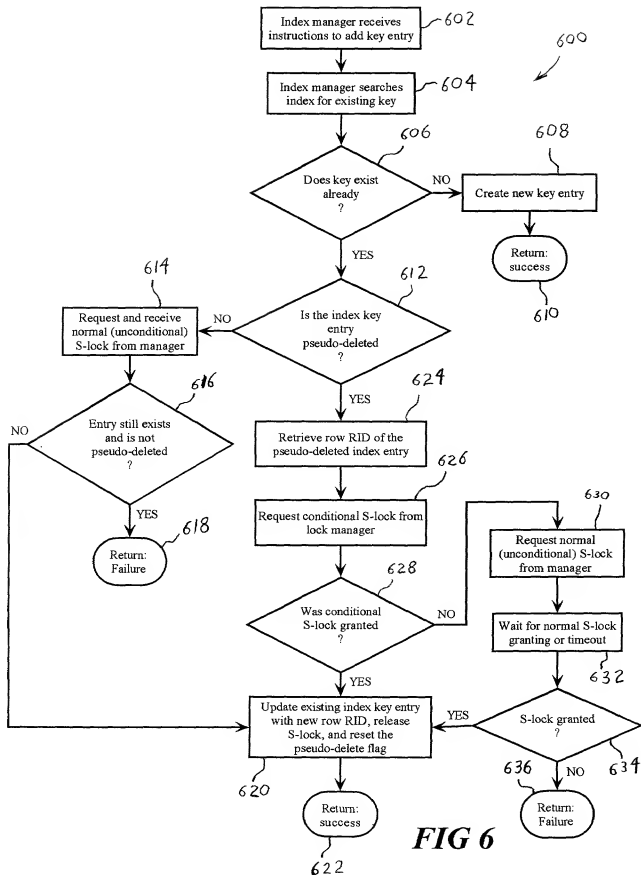 Index manager receives
instructions to add key entry
602
600
Index manager searches
index for existing key
604
606
608
Does key exist
already
?
NO
Create new key entry
YES
Return:
success
610
614
612
Request and receive
normal (unconditional)
S-lock from manager
NO
Is the index key
entry
pseudo-deleted
?
616
624
YES
NO
Entry still exists
and is not
pseudo-deleted
?
Retrieve row RID of the
pseudo-deleted index entry
626
YES
618
Request conditional S-lock from
lock manager
630
Return:
Failure
Request normal
(unconditional) S-lock
from manager
628
Was conditional
S-lock granted
?
NO
Wait for normal S-lock
granting or timeout
632
YES
Update existing index key entry
with new row RID, release
S-lock, and reset the
pseudo-delete flag
YES
S-lock granted
?
634
620
636
NO
Return:
success
Return:
Failure
622
FIG 6